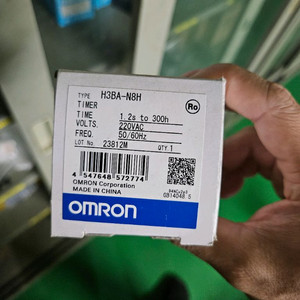 TYPE H3BA-N8H
TIMER
TIME 1.2s to 300h
VOLTS. 220VAC
FREQ. 50/60Hz
LOT No. 23812M QTY.1
4 547648 572774
OMRON Corporation
MADE IN CHINA
OMRON